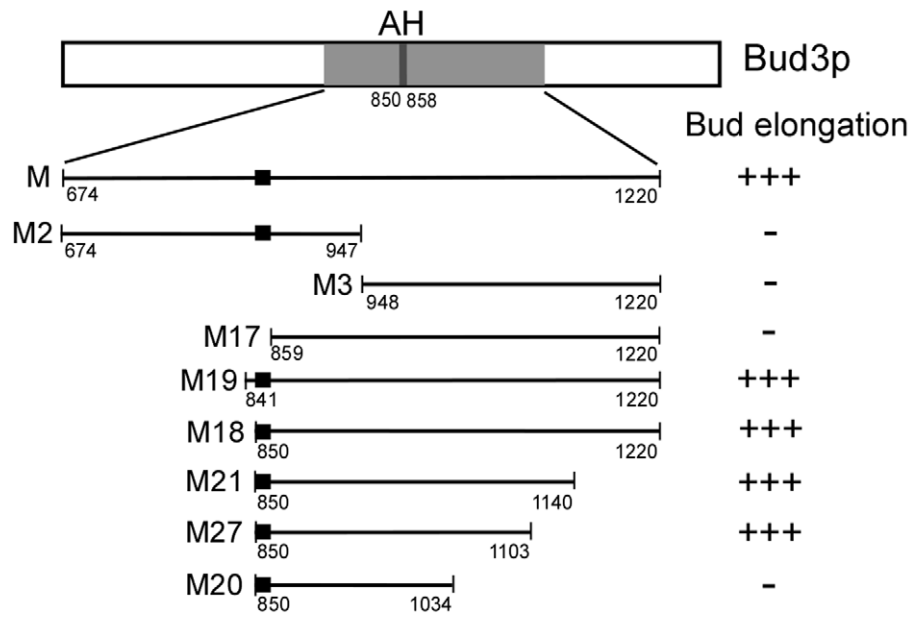 AH
Bud3p
850 858
Bud elongation
M +++
674 1220
M2 -
674 947
M3 -
948 1220
M17 -
859 1220
M19 +++
841 1220
M18 +++
850 1220
M21 +++
850 1140
M27 +++
850 1103
M20 -
850 1034